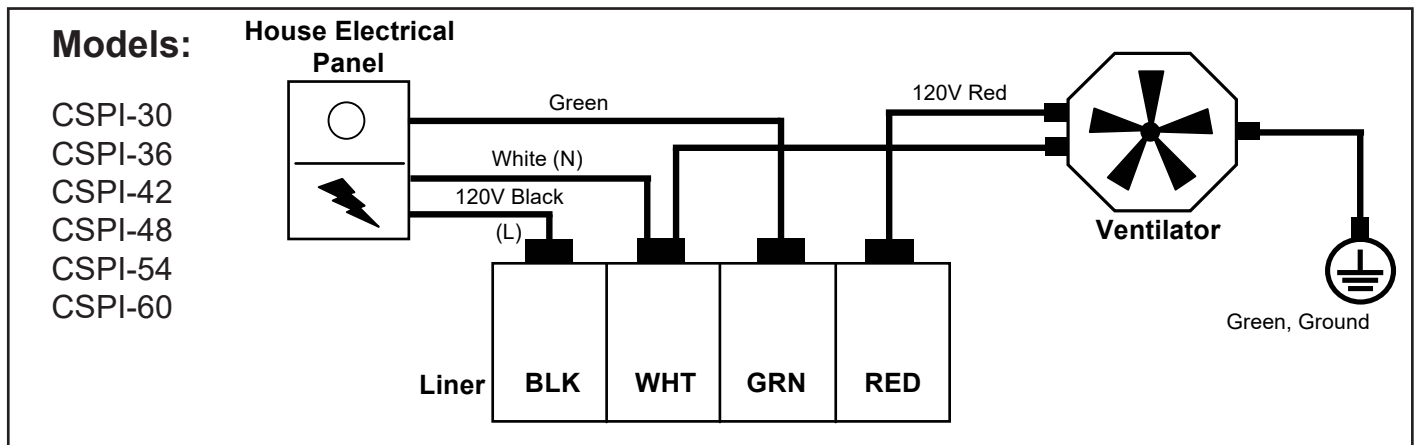 Models:
CSPI-30
CSPI-36
CSPI-42
CSPI-48
CSPI-54
CSPI-60
House Electrical
Panel
Green
White (N)
120V Black
(L)
120V Red
Ventilator
Green, Ground
Liner
BLK
WHT
GRN
RED